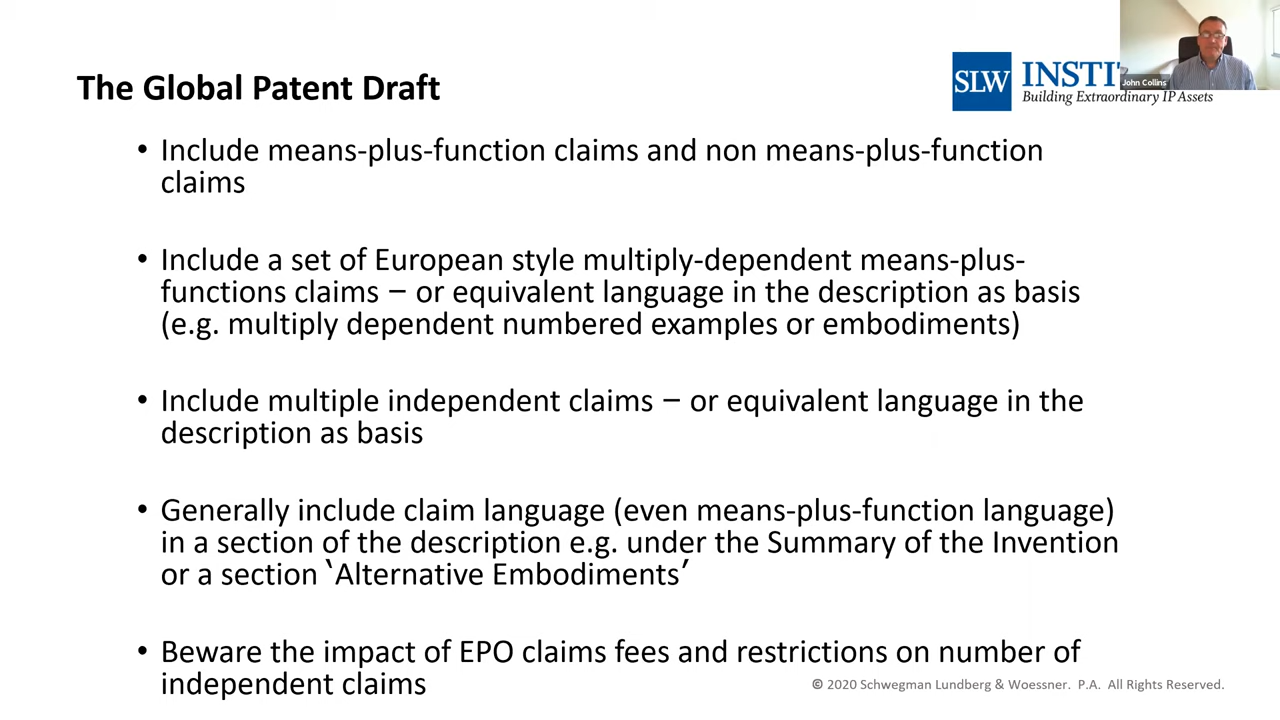 The Global Patent Draft
SLW
INSTI
Building Extraordinary IP Assets
John Collins
• Include means-plus-function claims and non means-plus-function
claims
• Include a set of European style multiply-dependent means-plus-
functions claims – or equivalent language in the description as basis
(e.g. multiply dependent numbered examples or embodiments)
• Include multiple independent claims – or equivalent language in the
description as basis
• Generally include claim language (even means-plus-function language)
in a section of the description e.g. under the Summary of the Invention
or a section ‛Alternative Embodiments’
• Beware the impact of EPO claims fees and restrictions on number of
independent claims
© 2020 Schwegman Lundberg & Woessner. P.A. All Rights Reserved.